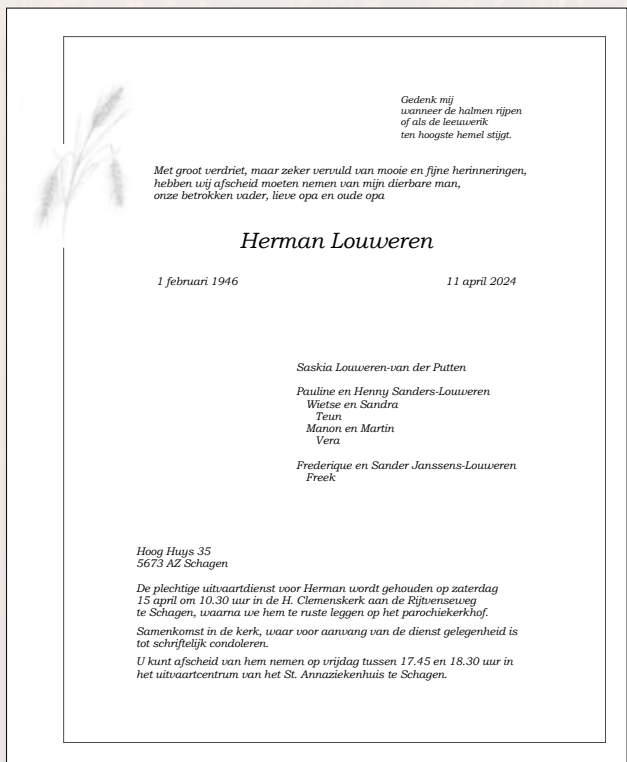 Gedenk mij
wanneer de halmen rijpen
of als de leeuwerik
ten hoogste hemel stijgt.
Met groot verdriet, maar zeker vervuld van mooie en fijne herinneringen,
hebben wij afscheid moeten nemen van mijn dierbare man,
onze betrokken vader, lieve opa en oude opa
Herman Louweren
1 februari 1946
11 april 2024
Saskia Louweren-van der Putten
Pauline en Henny Sanders-Louweren
Wietse en Sandra
Teun
Manon en Martin
Vera
Frederique en Sander Janssens-Louweren
Freek
Hoog Huys 35
5673 AZ Schagen
De plechtige uitvaartdienst voor Herman wordt gehouden op zaterdag
15 april om 10.30 uur in de H. Clemenskerk aan de Rijtvenseweg
te Schagen, waarna we hem te ruste leggen op het parochiekerkhof.
Samenkomst in de kerk, waar voor aanvang van de dienst gelegenheid is
tot schriftelijk condoleren.
U kunt afscheid van hem nemen op vrijdag tussen 17.45 en 18.30 uur in
het uitvaartcentrum van het St. Annaziekenhuis te Schagen.